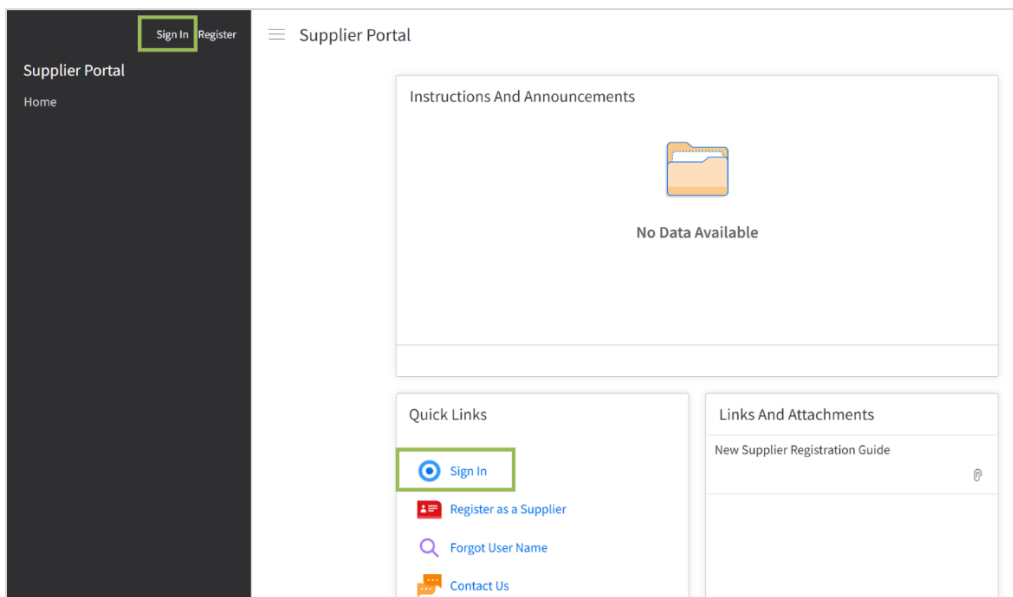 Sign In Register
Supplier Portal
Home
Supplier Portal
Instructions And Announcements
No Data Available
Quick Links
Sign In
Register as a Supplier
Forgot User Name
Contact Us
Links And Attachments
New Supplier Registration Guide